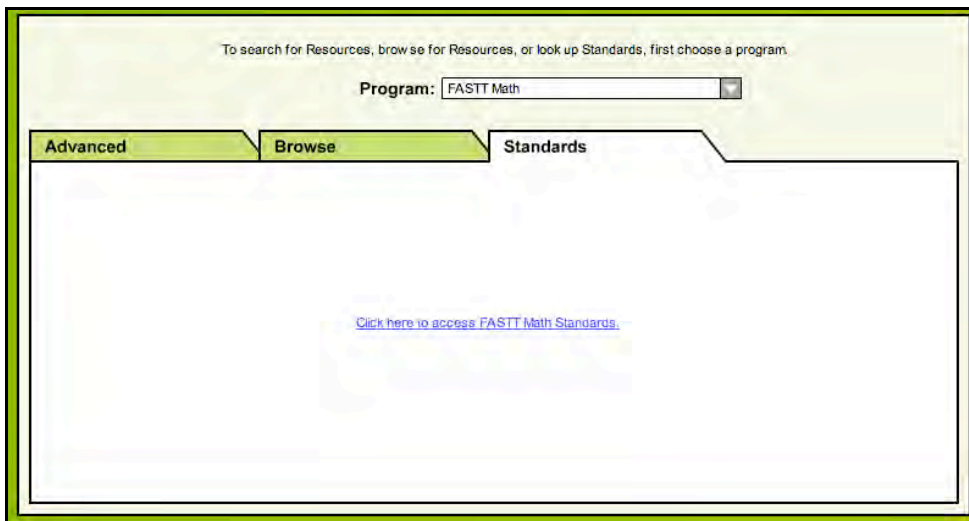 To search for Resources, browse for Resources, or look up Standards, first choose a program.
Program: FASTT Math
Advanced Browse Standards
Click here to access FASTT Math Standards.